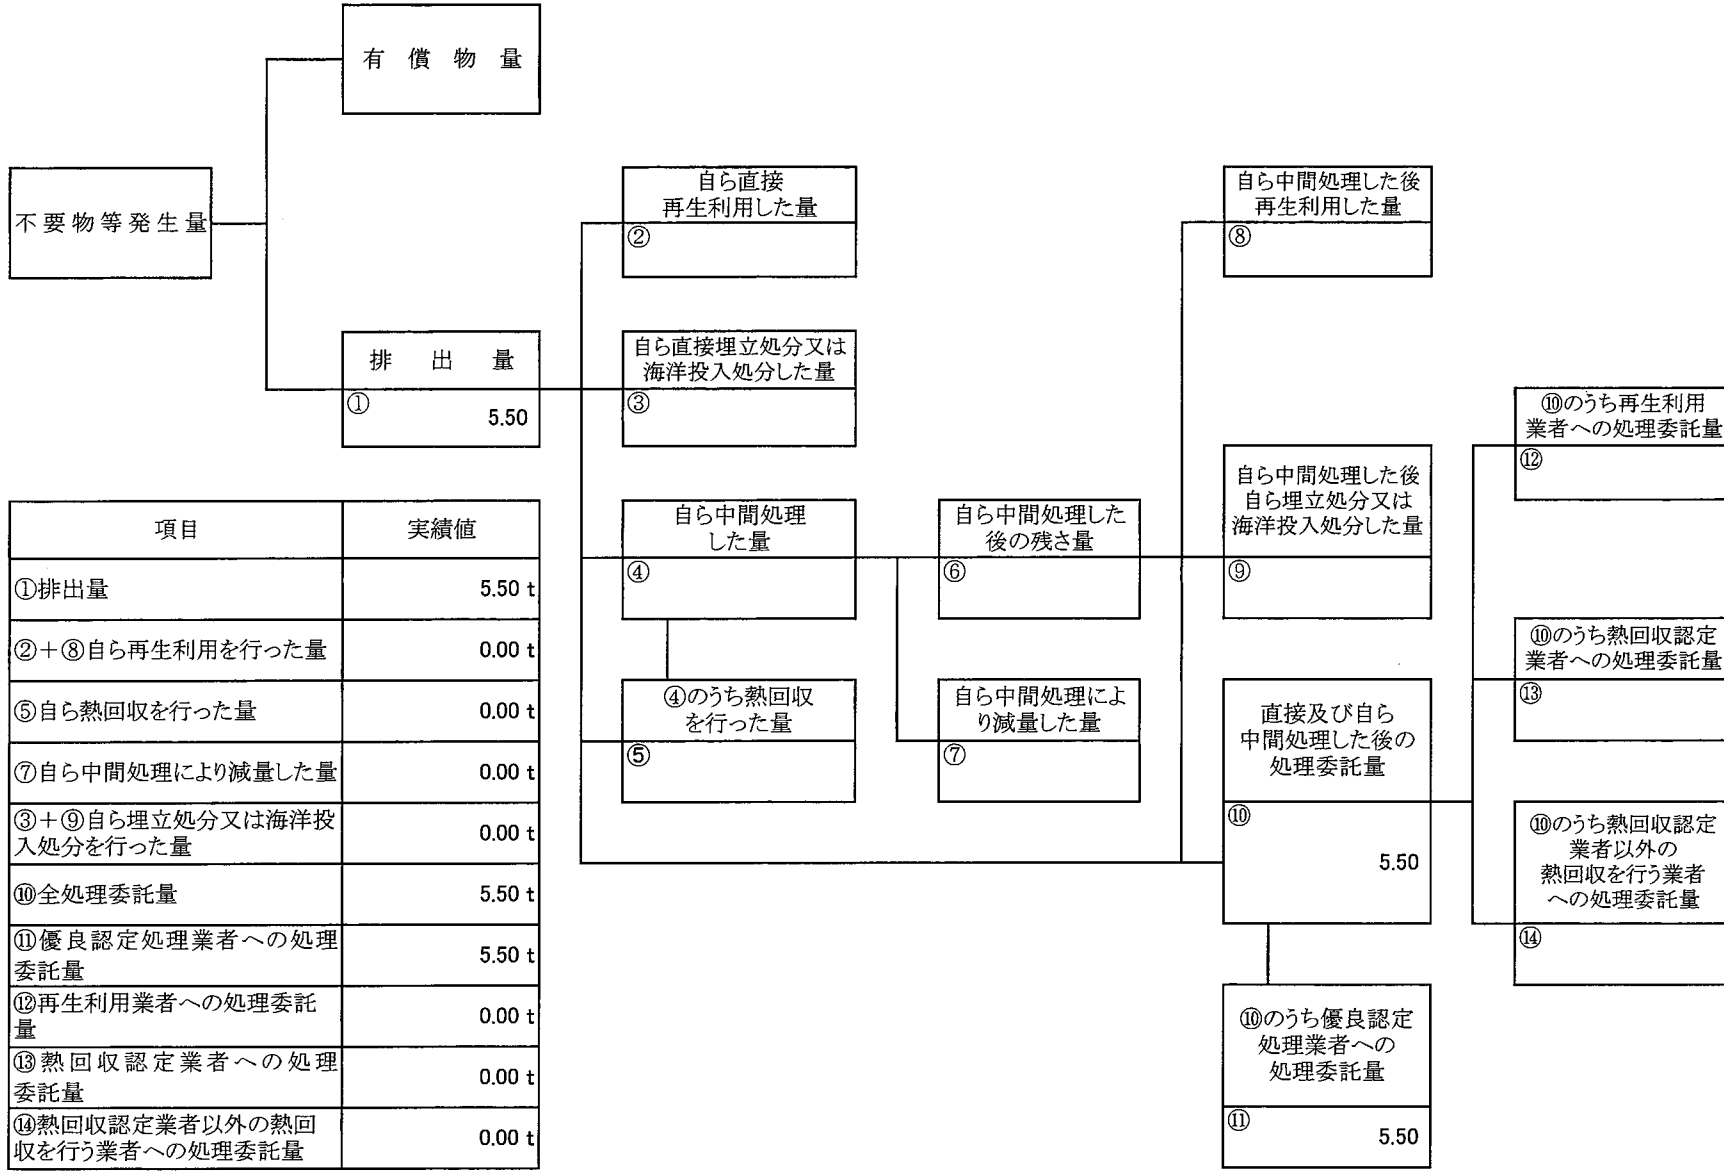 有償物量
不要物等発生量
排出量
①
5.50
自ら直接
再生利用した量
②
自ら直接埋立処分又は
海洋投入処分した量
③
自ら中間処理
した量
④
④のうち熱回収
を行った量
⑤
自ら中間処理した
後の残さ量
⑥
自ら中間処理によ
り減量した量
⑦
自ら中間処理した後
再生利用した量
⑧
自ら中間処理した後
自ら埋立処分又は
海洋投入処分した量
⑨
直接及び自ら
中間処理した後の
処理委託量
⑩
5.50
⑩のうち優良認定
処理業者への
処理委託量
⑪
5.50
⑩のうち再生利用
業者への処理委託量
⑫
⑩のうち熱回収認定
業者への処理委託量
⑬
⑩のうち熱回収認定
業者以外の
熱回収を行う業者
への処理委託量
⑭
項目 実績値
①排出量 5.50 t
②+⑧自ら再生利用を行った量 0.00 t
⑤自ら熱回収を行った量 0.00 t
⑦自ら中間処理により減量した量 0.00 t
③+⑨自ら埋立処分又は海洋投
入処分を行った量 0.00 t
⑩全処理委託量 5.50 t
⑪優良認定処理業者への処理
委託量 5.50 t
⑫再生利用業者への処理委託
量 0.00 t
⑬熱回収認定業者への処理
委託量 0.00 t
⑭熱回収認定業者以外の熱回
収を行う業者への処理委託量 0.00 t